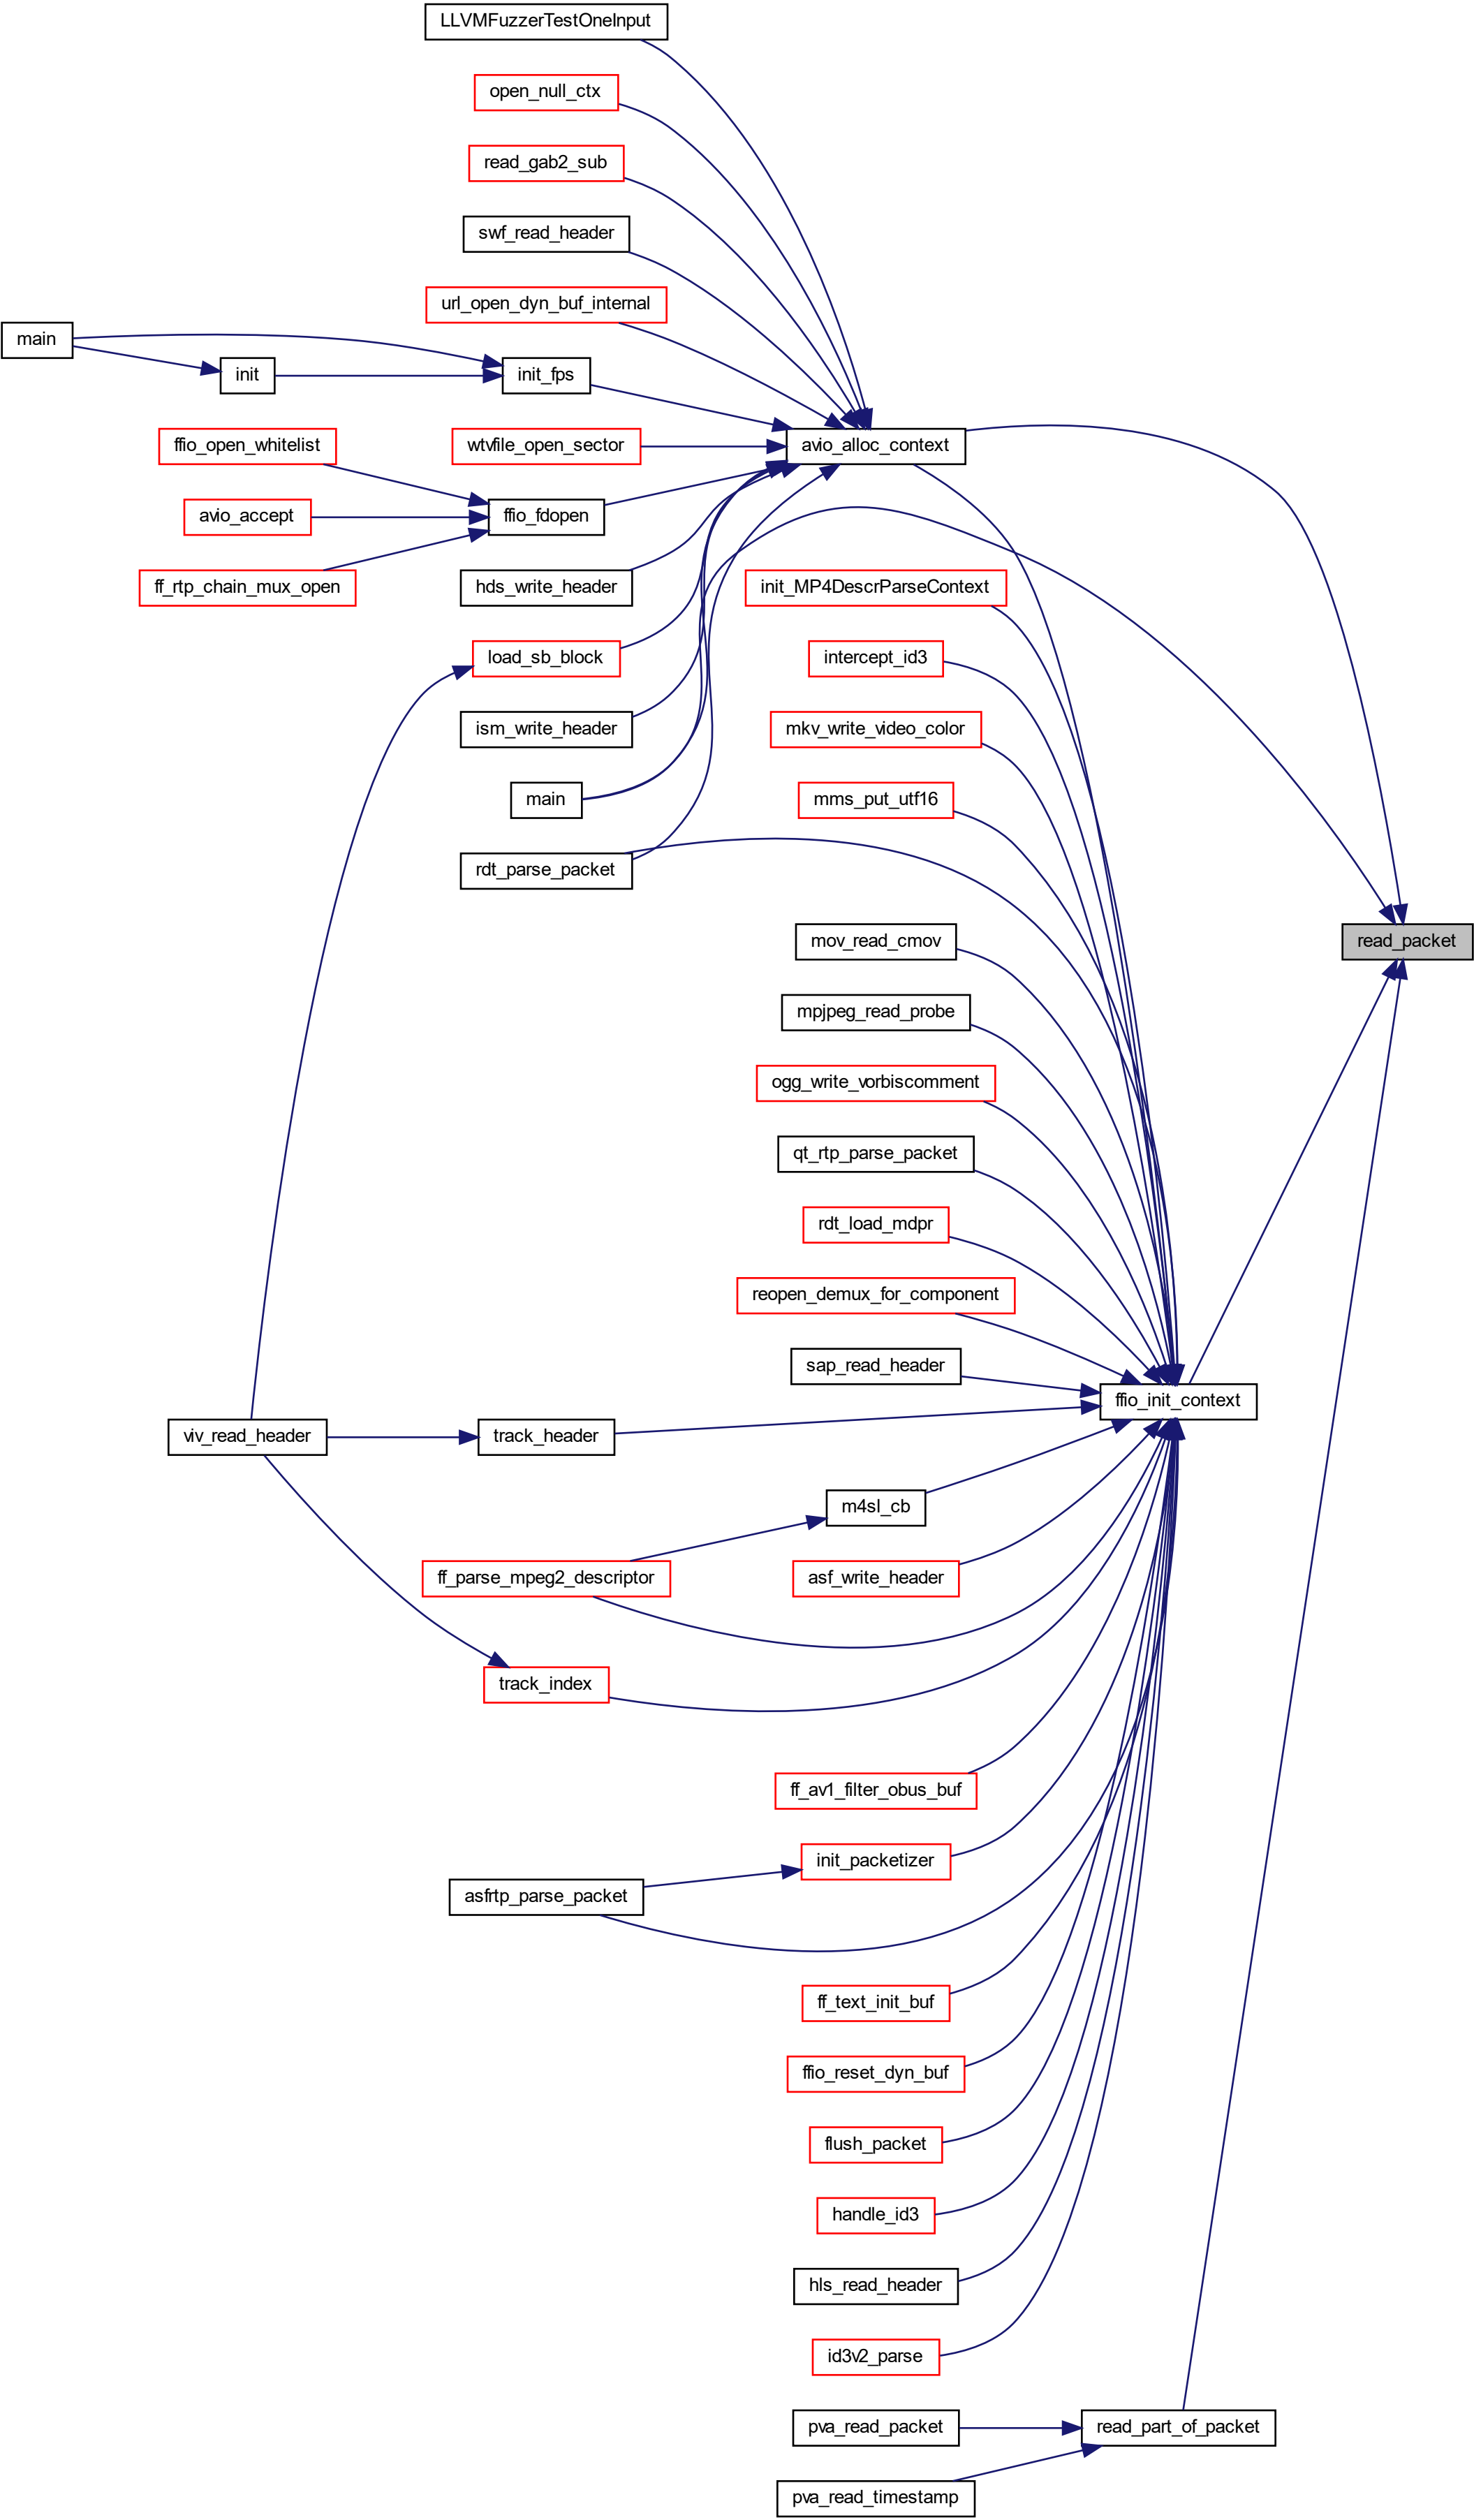 LLVMFuzzerTestOneInput
open_null_ctx
read_gab2_sub
swf_read_header
url_open_dyn_buf_internal
main
init
init_fps
ffio_open_whitelist
wtvfile_open_sector
avio_alloc_context
avio_accept
ffio_fdopen
ff_rtp_chain_mux_open
hds_write_header
init_MP4DescrParseContext
load_sb_block
intercept_id3
ism_write_header
mkv_write_video_color
main
mms_put_utf16
rdt_parse_packet
mov_read_cmov
read_packet
mpjpeg_read_probe
ogg_write_vorbiscomment
qt_rtp_parse_packet
rdt_load_mdpr
reopen_demux_for_component
sap_read_header
ffio_init_context
viv_read_header
track_header
m4sl_cb
ff_parse_mpeg2_descriptor
asf_write_header
track_index
ff_av1_filter_obus_buf
init_packetizer
asfrtp_parse_packet
ff_text_init_buf
ffio_reset_dyn_buf
flush_packet
handle_id3
hls_read_header
id3v2_parse
pva_read_packet
read_part_of_packet
pva_read_timestamp